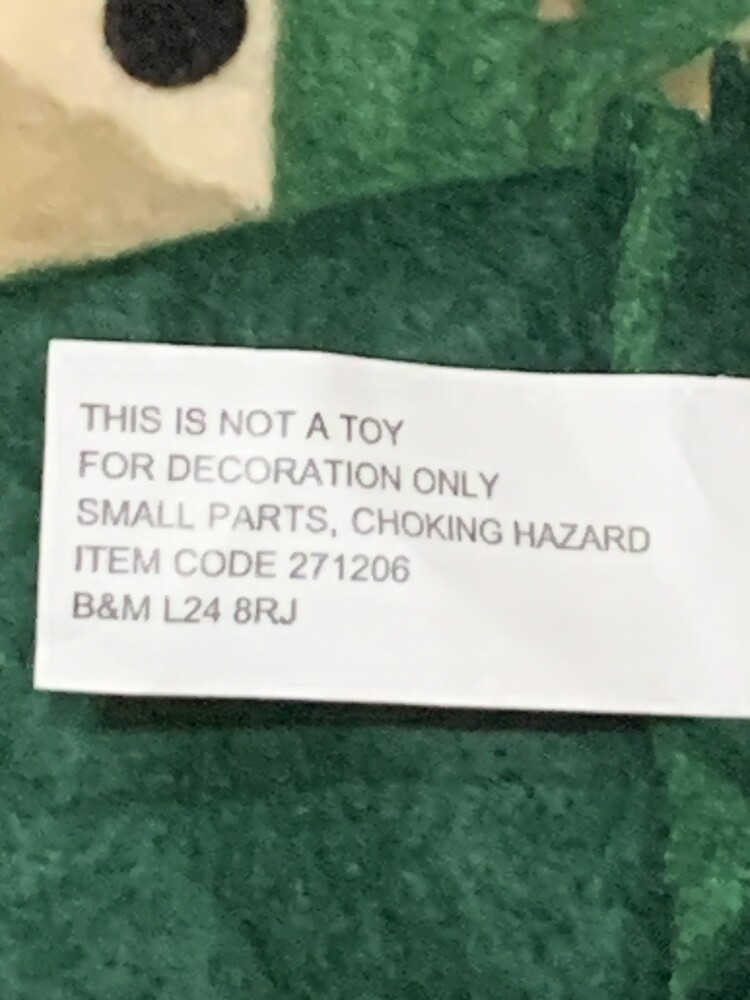 THIS IS NOT A TOY
FOR DECORATION ONLY
SMALL PARTS, CHOKING HAZARD
ITEM CODE 271206
B&M L24 8RJ